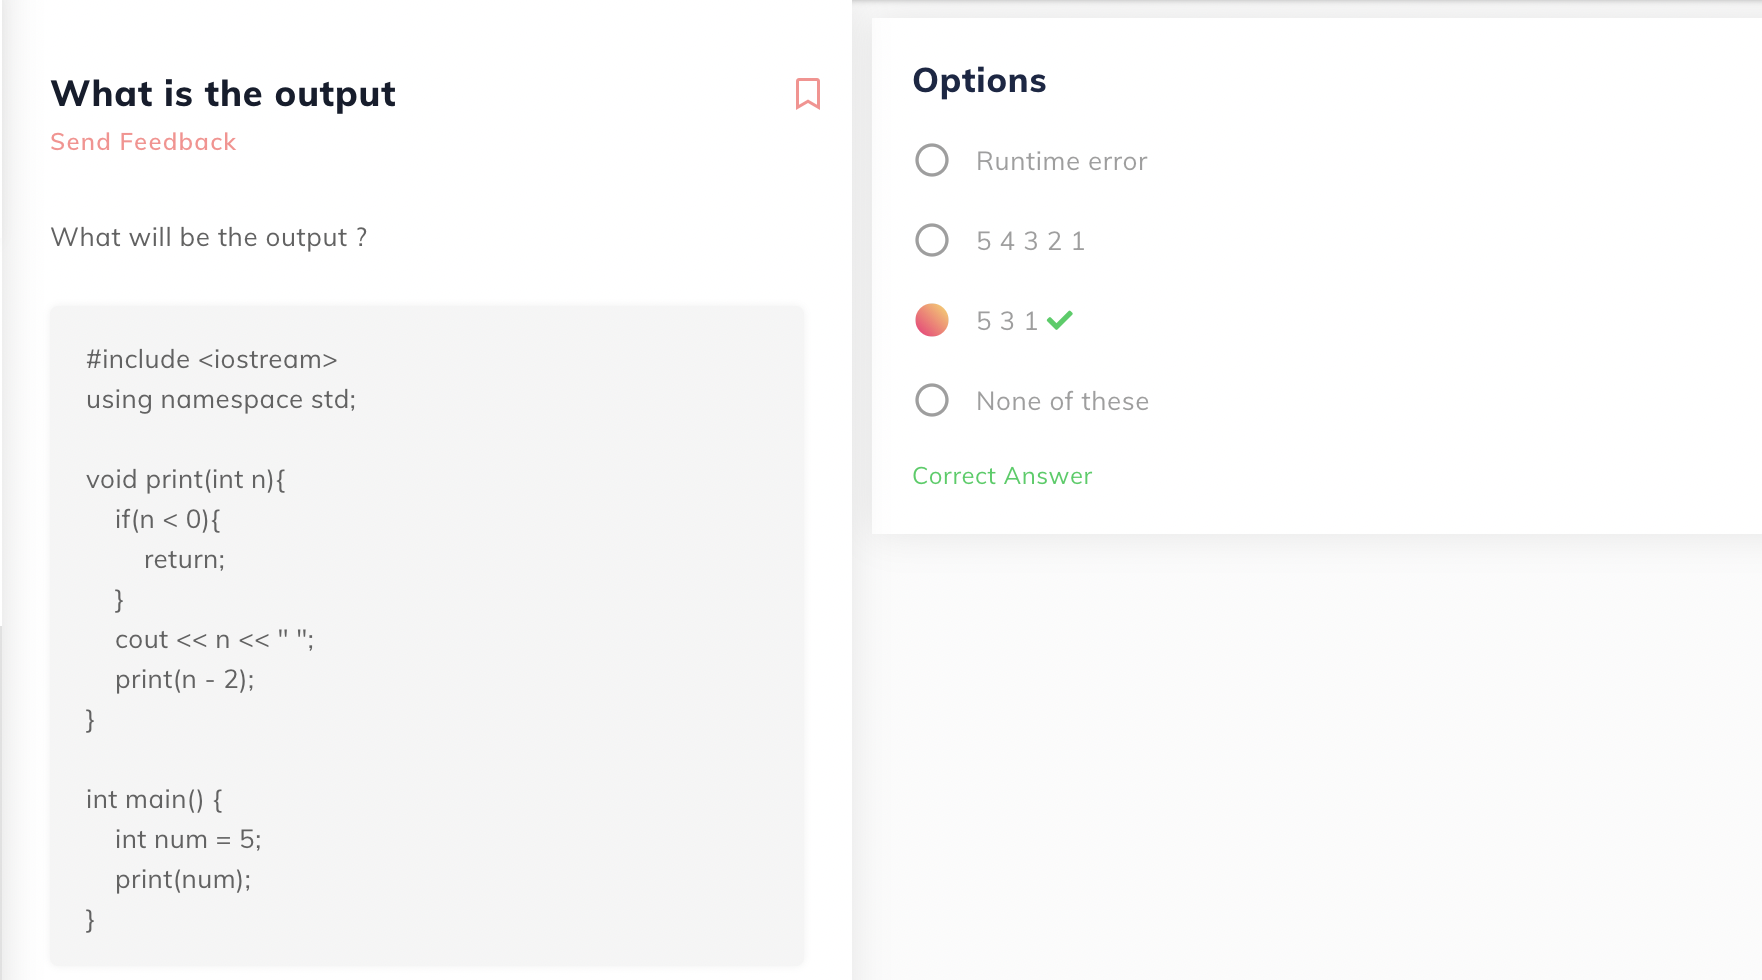 What is the output
Send Feedback
What will be the output ?
#include <iostream>
using namespace std;
void print(int n){
if(n < 0){
return;
}
cout << n << " ";
print(n - 2);
}
int main() {
int num = 5;
print(num);
}
Options
Runtime error
5 4 3 2 1
5 3 1
None of these
Correct Answer